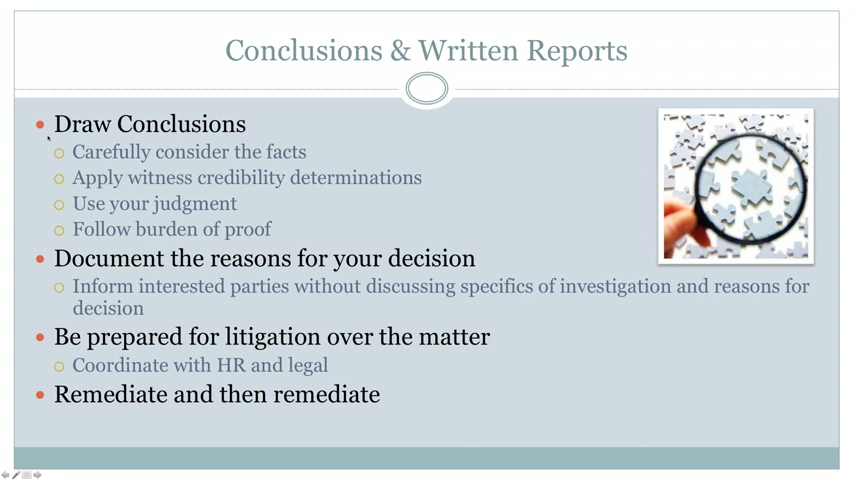 Conclusions & Written Reports
Draw Conclusions
Carefully consider the facts
Apply witness credibility determinations
Use your judgment
Follow burden of proof
Document the reasons for your decision
Inform interested parties without discussing specifics of investigation and reasons for
decision
Be prepared for litigation over the matter
Coordinate with HR and legal
Remediate and then remediate